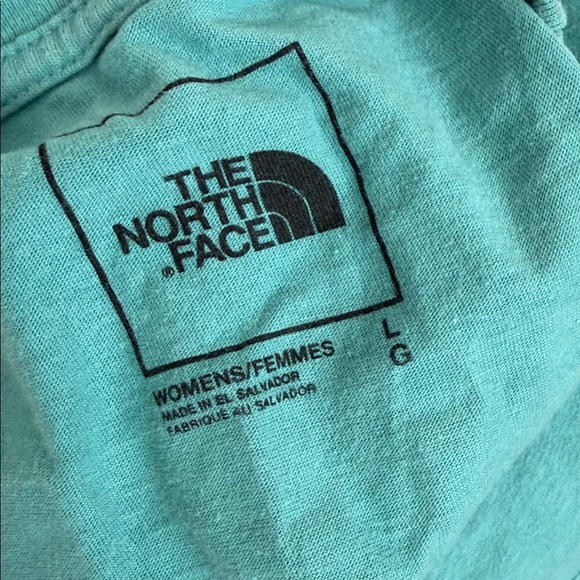 THE
NORTH
FACE
®
WOMENS/FEMMES
MADE IN EL SALVADOR
FABRIQUE AU SALVADOR
L
G